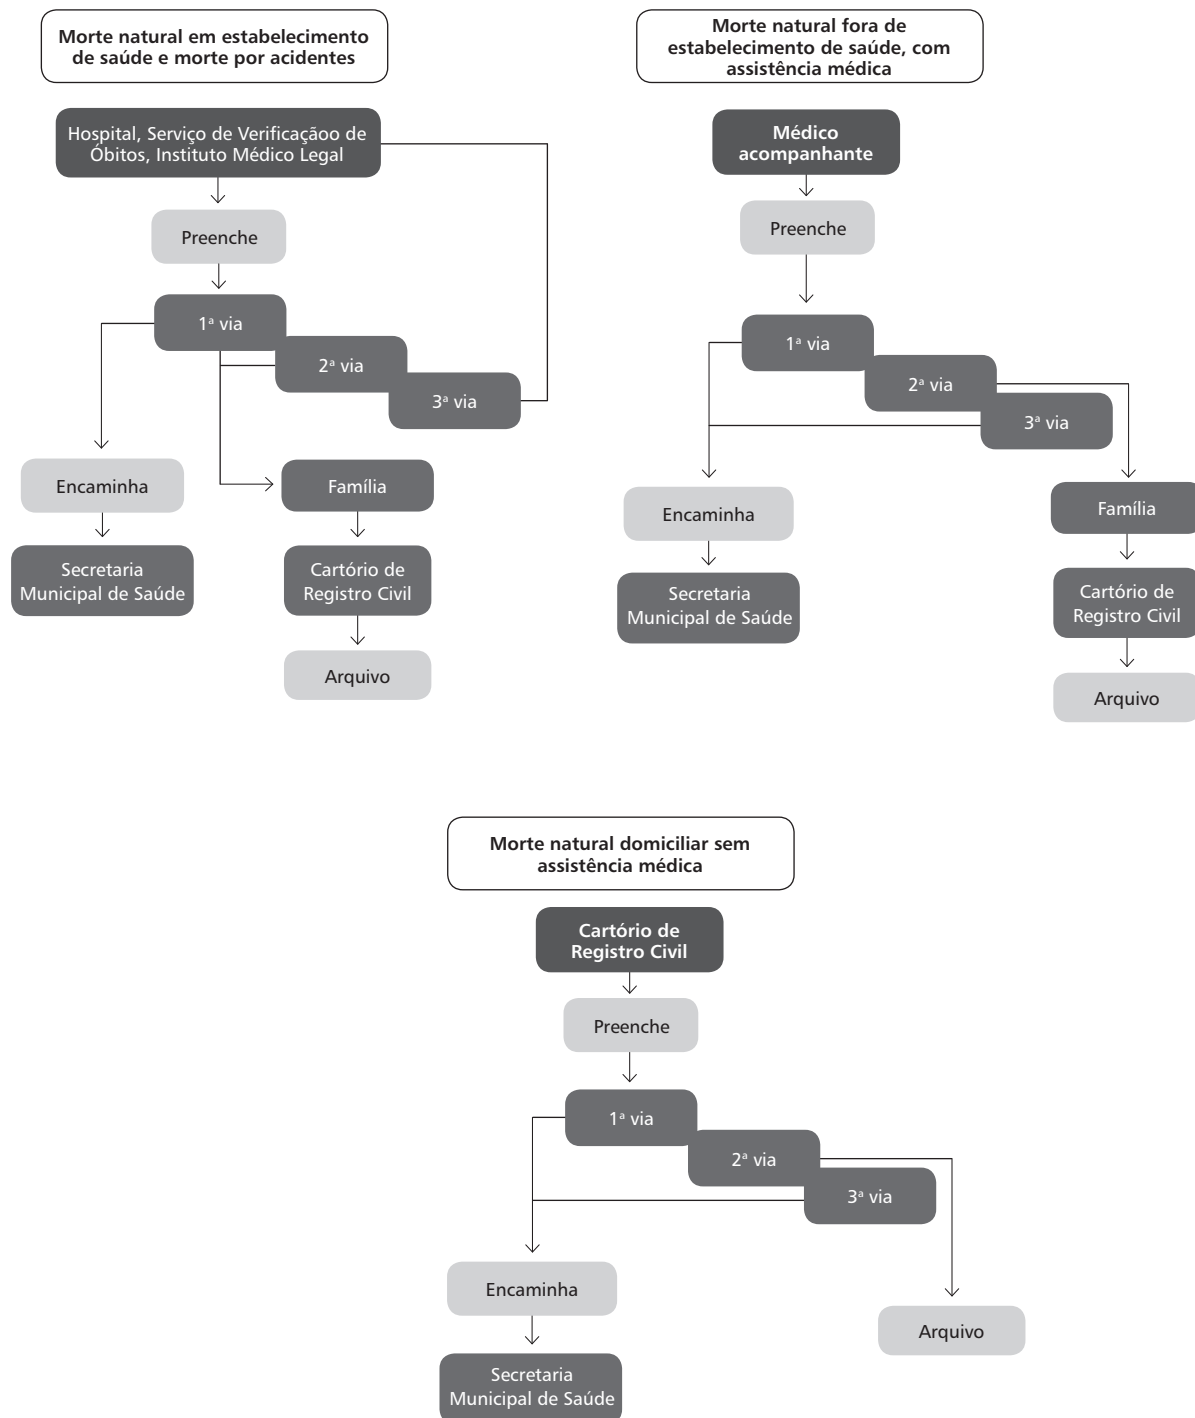 Morte natural em estabelecimento
de saúde e morte por acidentes
Hospital, Serviço de Verificaçãoo de
Óbitos, Instituto Médico Legal
Preenche
1ª via
2ª via
3ª via
Encaminha
Secretaria
Municipal de Saúde
Família
Cartório de
Registro Civil
Arquivo
Morte natural fora de
estabelecimento de saúde, com
assistência médica
Médico
acompanhante
Preenche
1ª via
2ª via
3ª via
Encaminha
Secretaria
Municipal de Saúde
Família
Cartório de
Registro Civil
Arquivo
Morte natural domiciliar sem
assistência médica
Cartório de
Registro Civil
Preenche
1ª via
2ª via
3ª via
Encaminha
Secretaria
Municipal de Saúde
Arquivo